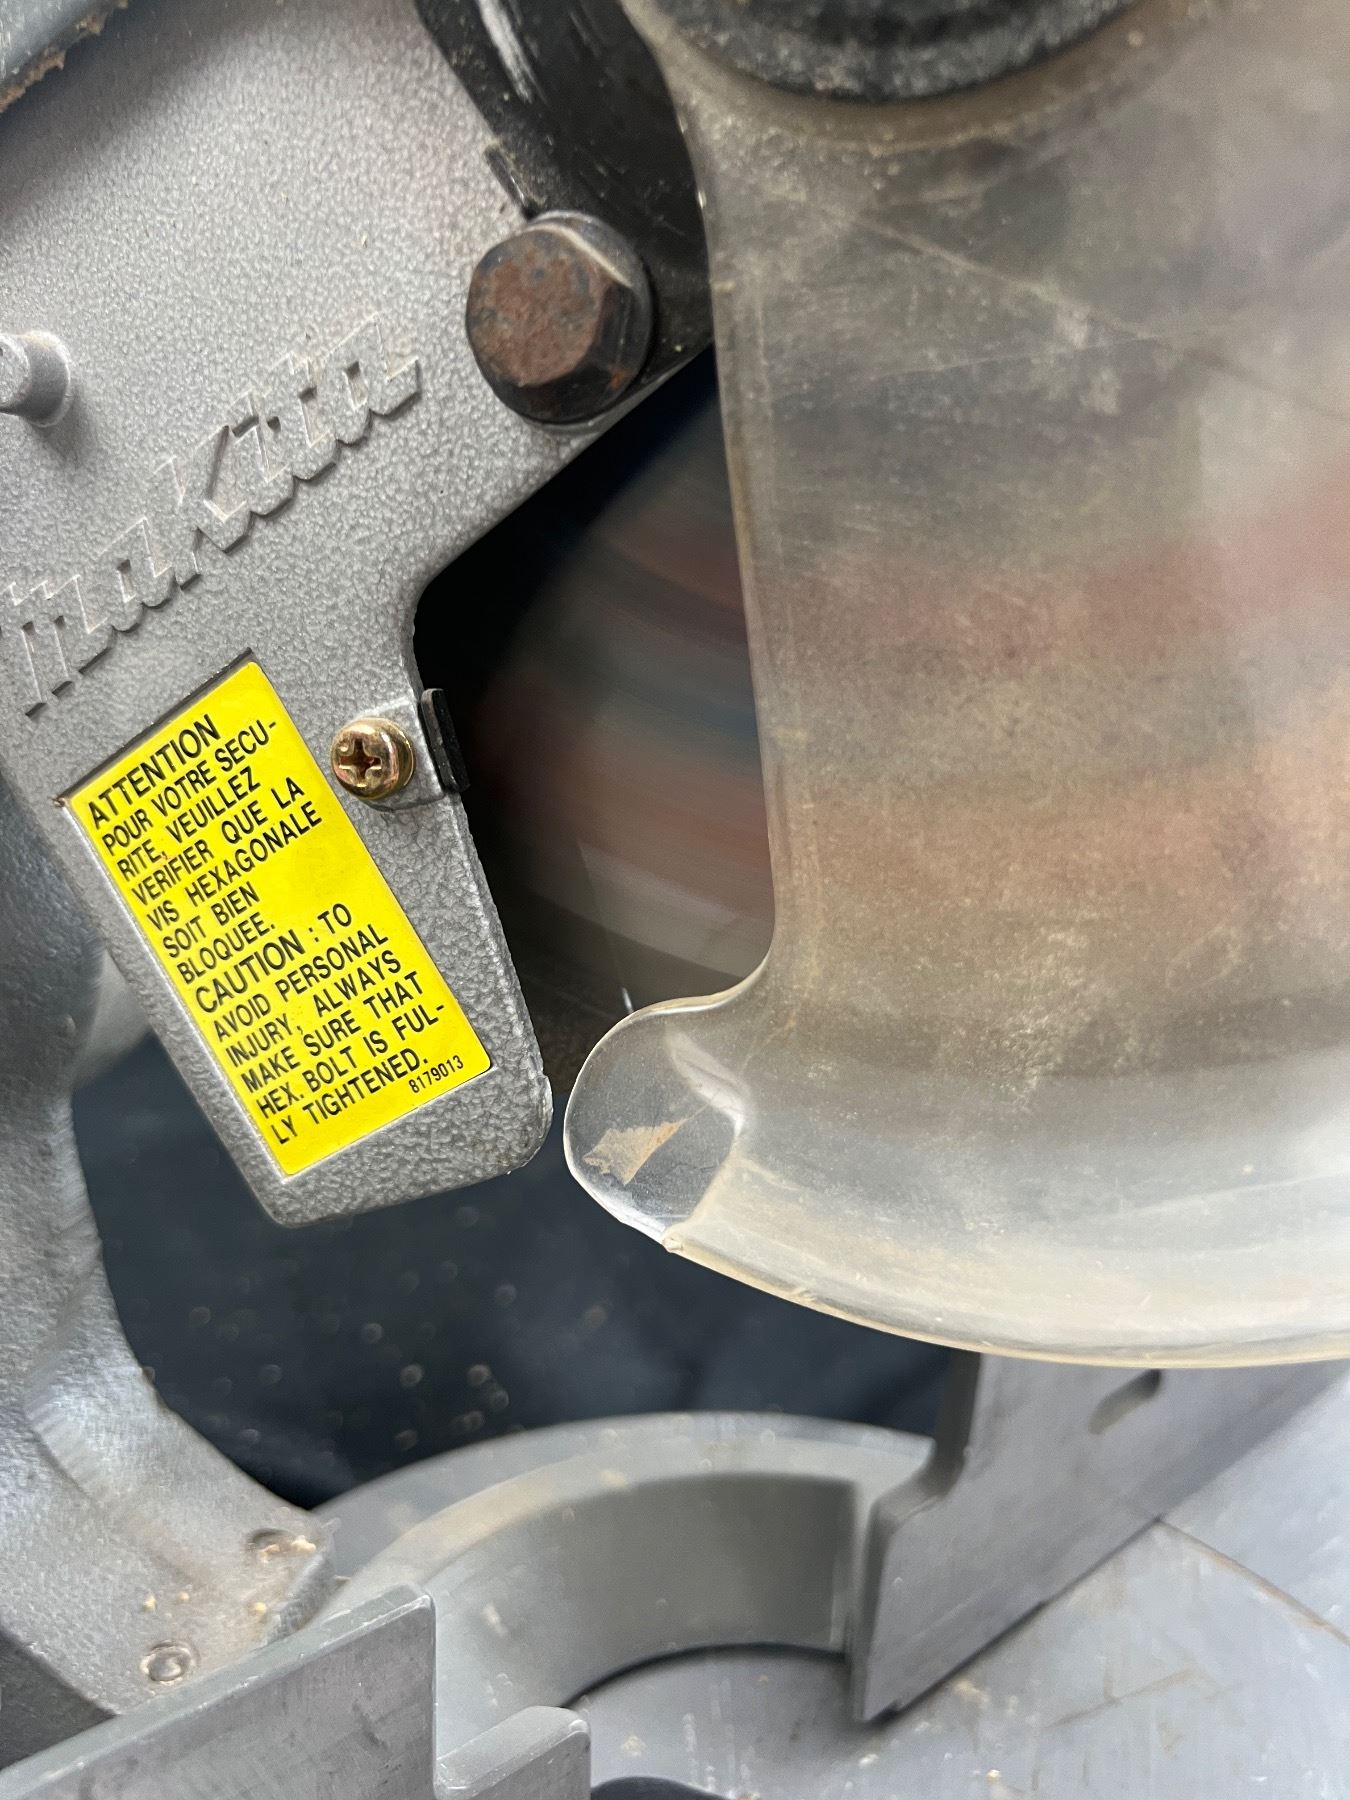 makita
ATTENTION
POUR VOTRE SECU-
RITE, VEUILLEZ
VERIFIER QUE LA
VIS HEXAGONALE
SOIT BIEN
BLOQUEE.
CAUTION : TO
AVOID PERSONAL
INJURY, ALWAYS
MAKE SURE THAT
HEX. BOLT IS FUL-
LY TIGHTENED.
8179013